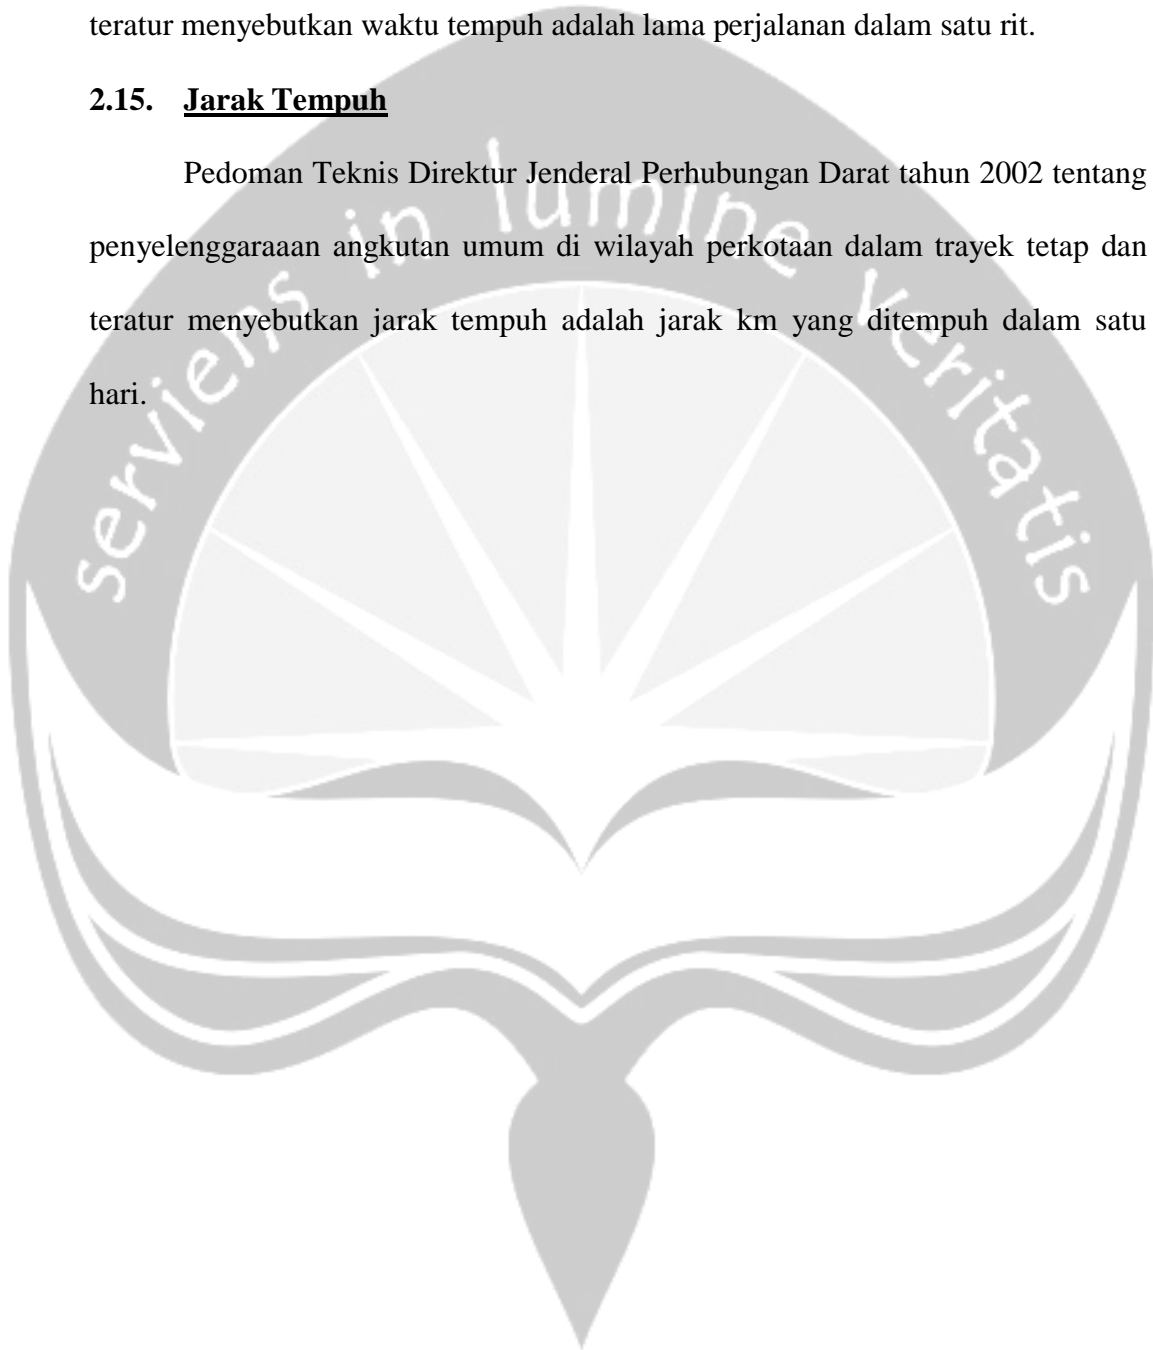 teratur menyebutkan waktu tempuh adalah lama perjalanan dalam satu rit.
2.15. Jarak Tempuh
Pedoman Teknis Direktur Jenderal Perhubungan Darat tahun 2002 tentang
penyelenggaraaan angkutan umum di wilayah perkotaan dalam trayek tetap dan
teratur menyebutkan jarak tempuh adalah jarak km yang ditempuh dalam satu
hari.
serviens in lumine veritatis